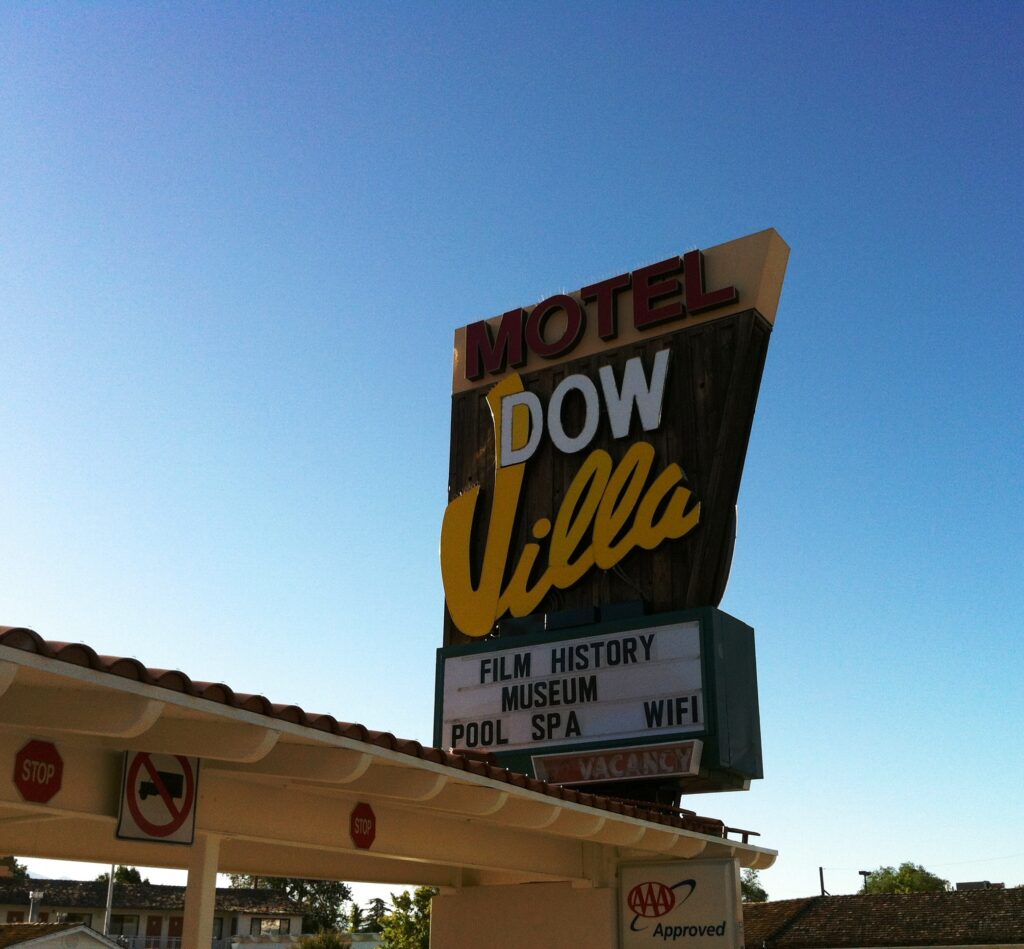 MOTEL
DOW
Villa
FILM HISTORY
MUSEUM
POOL SPA WIFI
VACANCY
STOP
STOP
AAA
Approved